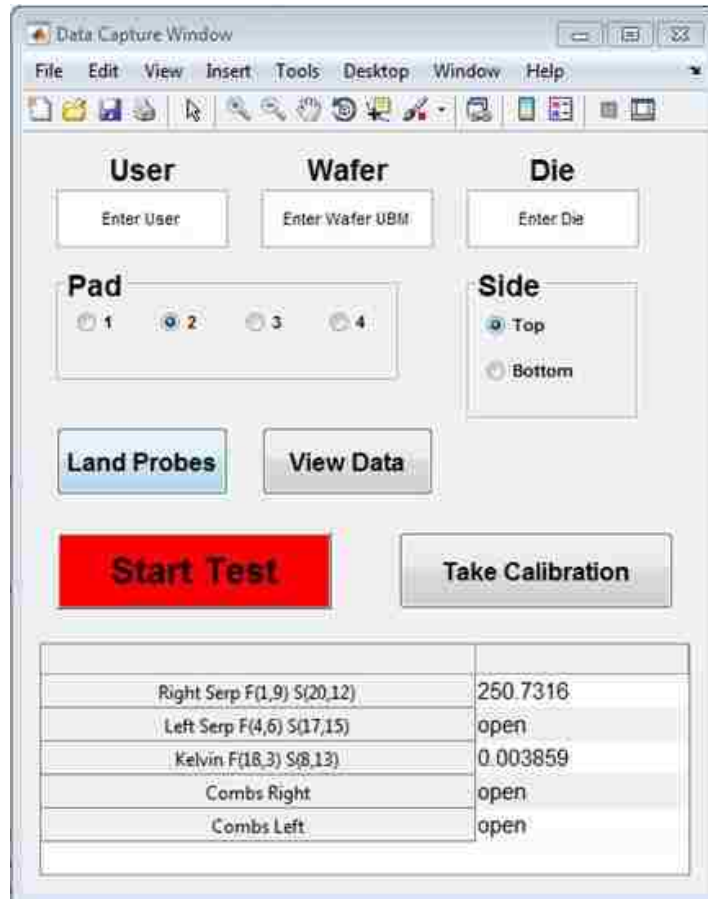 Data Capture Window
File Edit View Insert Tools Desktop Window Help
User Wafer Die
Enter User Enter Wafer UBM Enter Die
Pad Side
1 2 3 4 Top
Bottom
Land Probes View Data
Start Test Take Calibration
Right Serp F(1,9) S(20,12) 250.7316
Left Serp F(4,6) S(17,15) open
Kelvin F(18,3) S(8,13) 0.003859
Combs Right open
Combs Left open